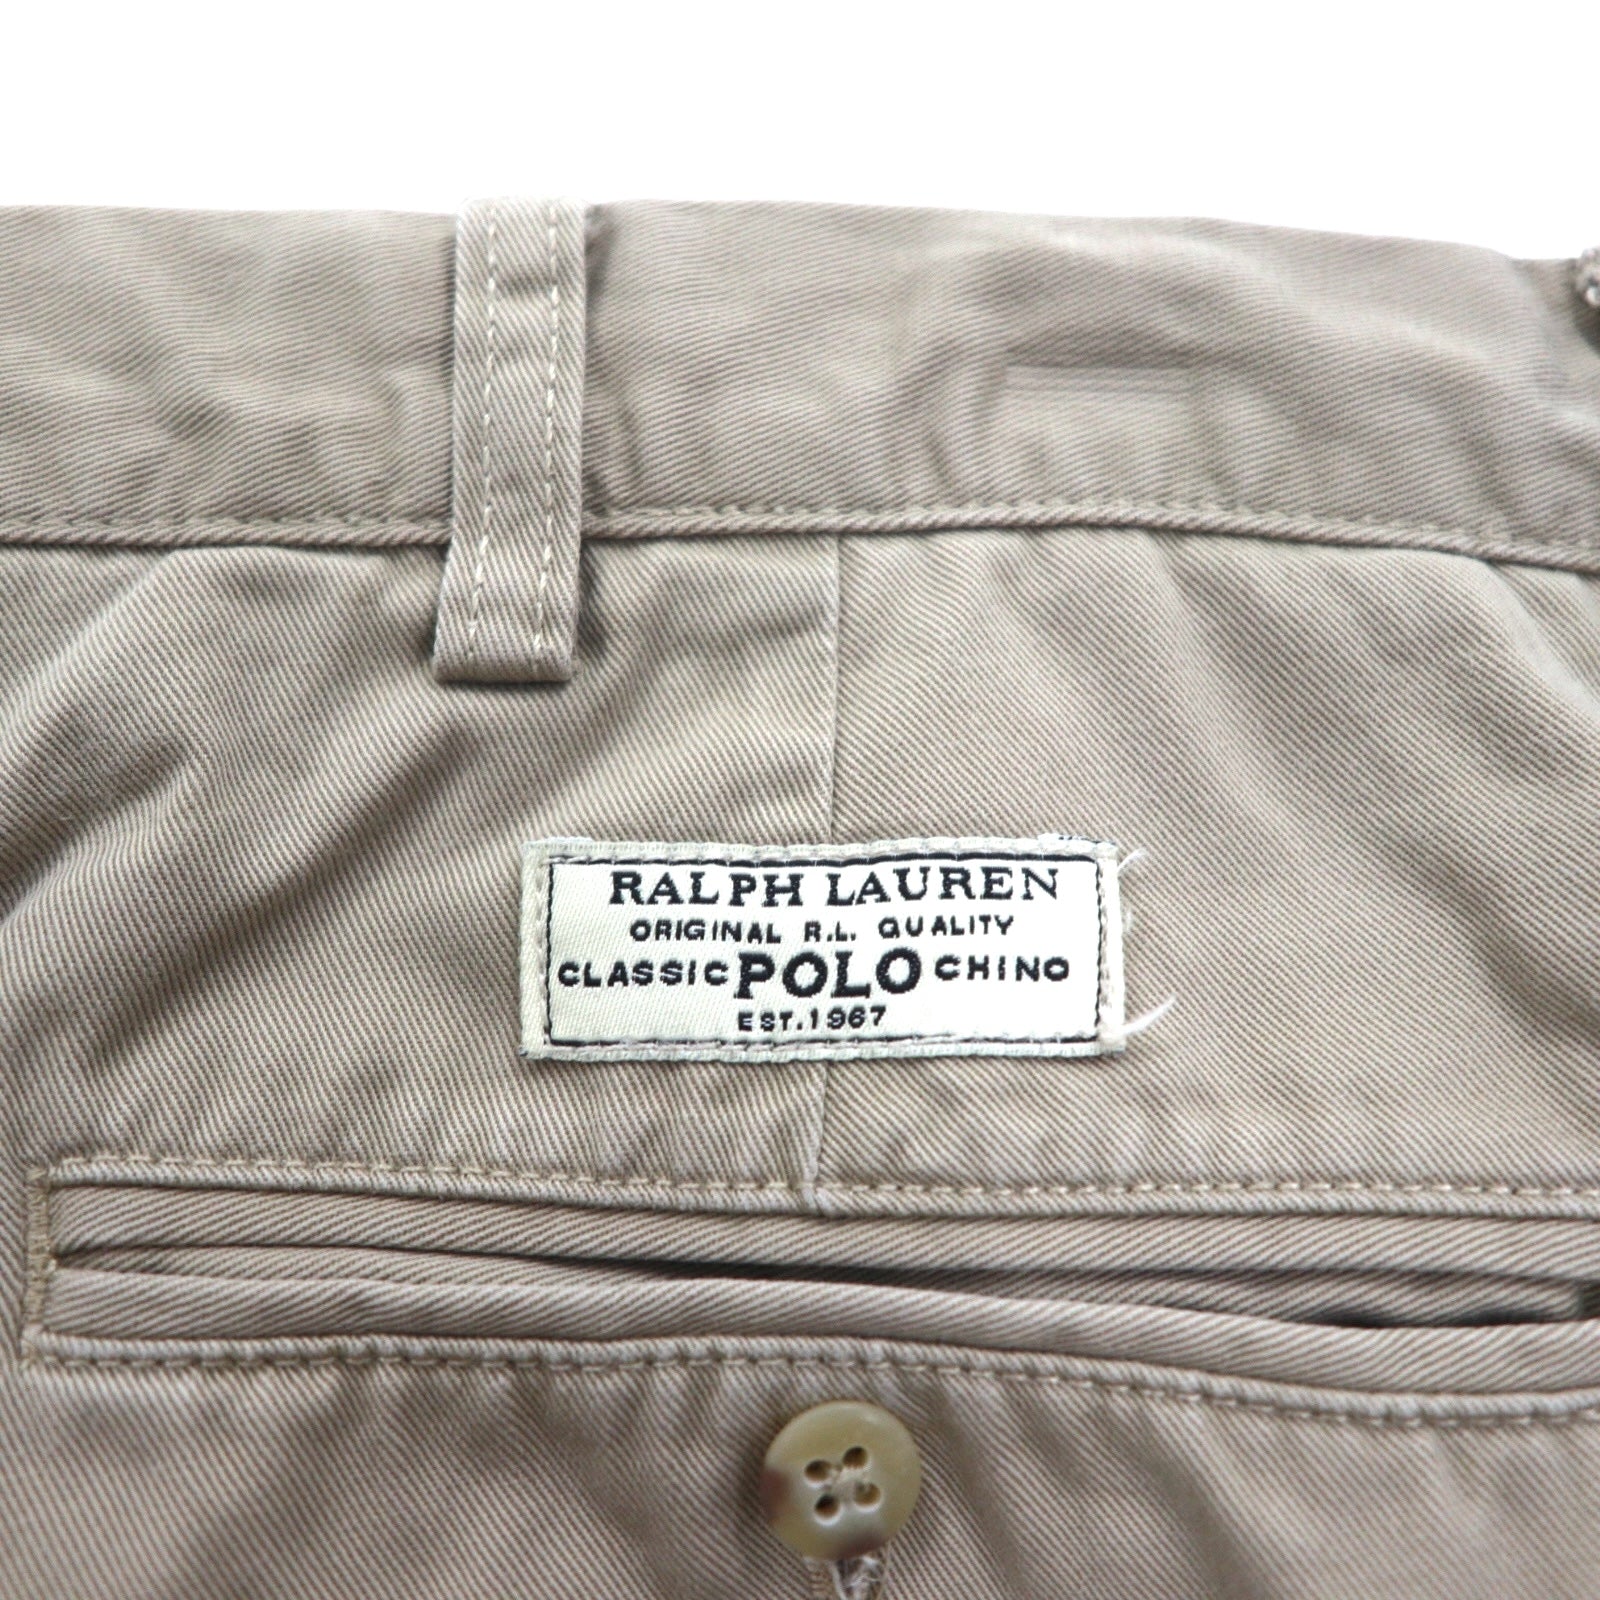 RALPH LAUREN
ORIGINAL R.L. QUALITY
CLASSIC POLO CHINO
EST.1967